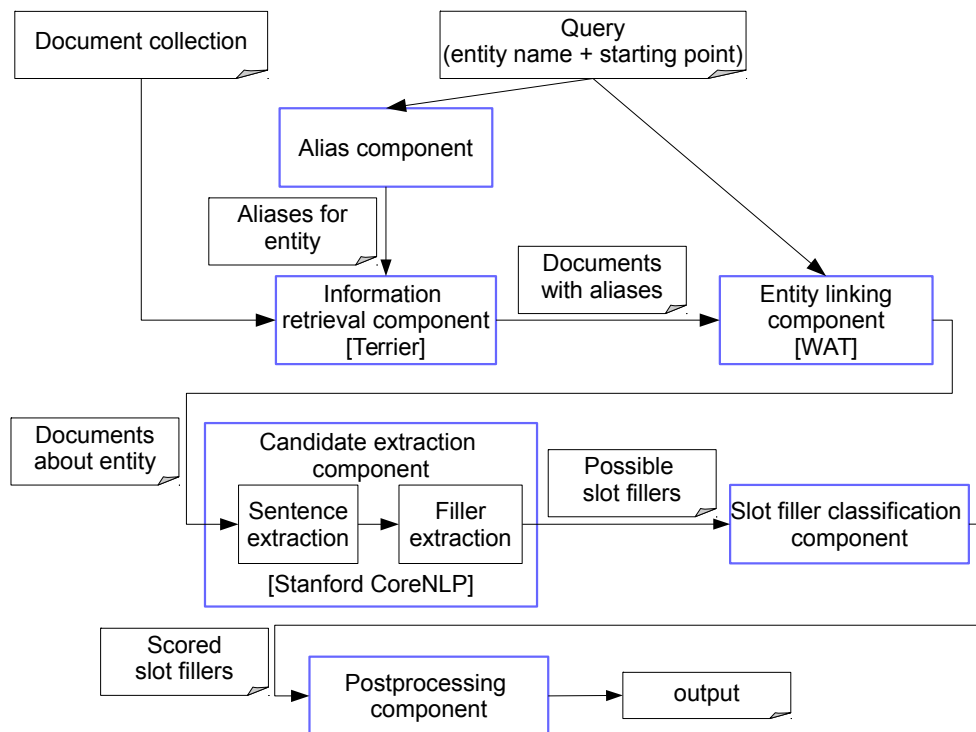 Document collection
Query
(entity name + starting point)
Alias component
Aliases for
entity
Information
retrieval component
[Terrier]
Documents
with aliases
Entity linking
component
[WAT]
Documents
about entity
Candidate extraction
component
Sentence
extraction
Filler
extraction
[Stanford CoreNLP]
Possible
slot fillers
Slot filler classification
component
Scored
slot fillers
Postprocessing
component
output